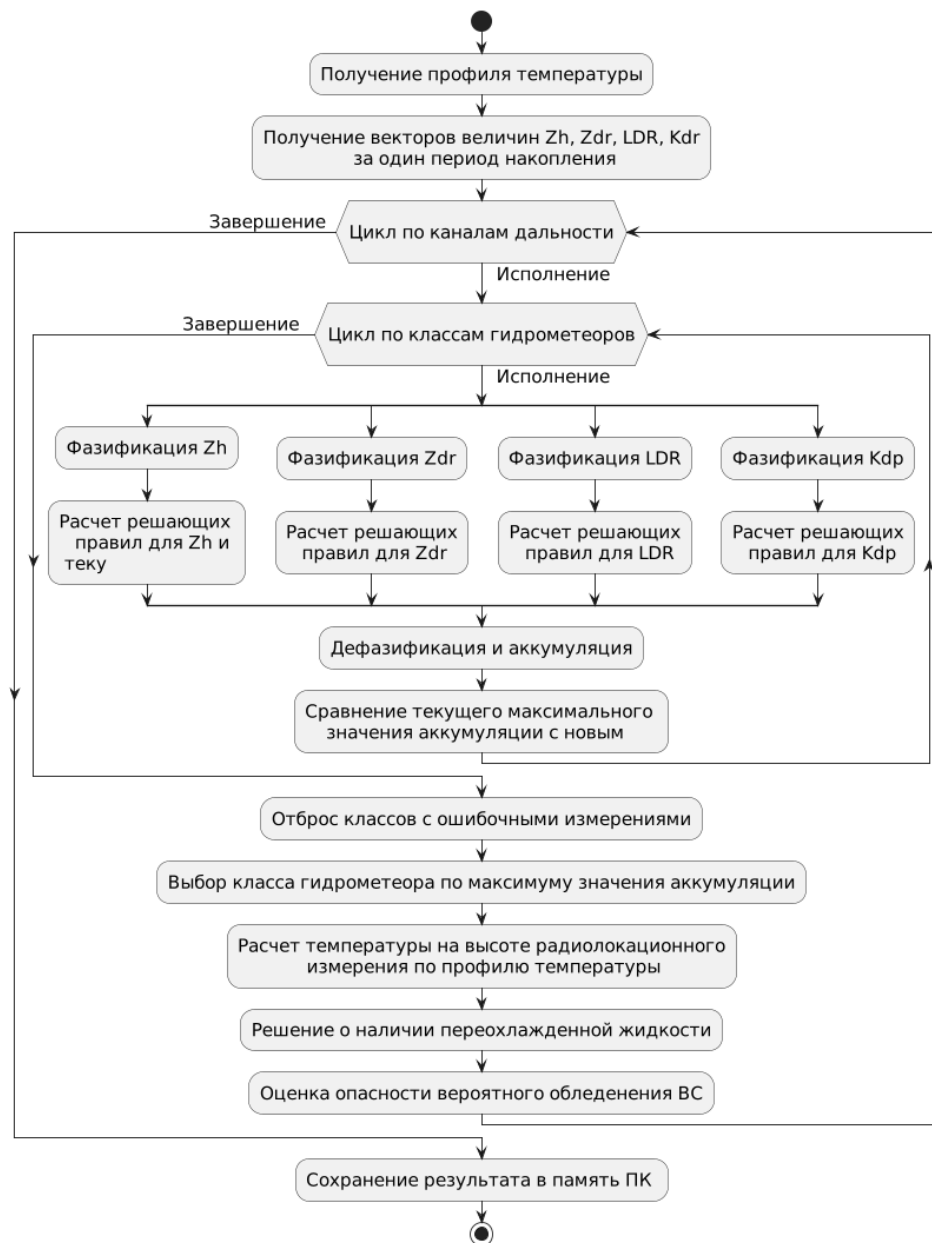 Получение профиля температуры
Получение векторов величин Zh, Zdr, LDR, Kdr
за один период накопления
Завершение
Цикл по каналам дальности
Исполнение
Завершение
Цикл по классам гидрометеоров
Исполнение
Фазификация Zh
Расчет решающих
правил для Zh и
теку
Фазификация Zdr
Расчет решающих
правил для Zdr
Фазификация LDR
Расчет решающих
правил для LDR
Фазификация Kdp
Расчет решающих
правил для Kdp
Дефазификация и аккумуляция
Сравнение текущего максимального
значения аккумуляции с новым
Отброс классов с ошибочными измерениями
Выбор класса гидрометеора по максимуму значения аккумуляции
Расчет температуры на высоте радиолокационного
измерения по профилю температуры
Решение о наличии переохлажденной жидкости
Оценка опасности вероятного обледенения ВС
Сохранение результата в память ПК